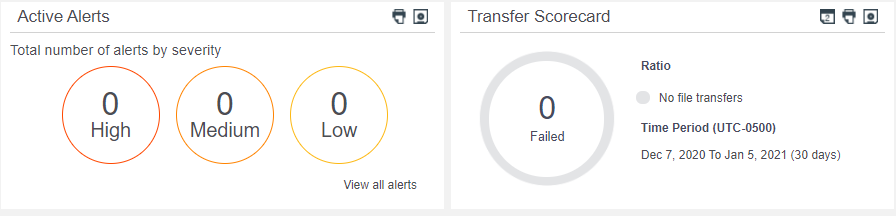 Active Alerts
Total number of alerts by severity
0
High
0
Medium
0
Low
View all alerts
Transfer Scorecard
0
Failed
Ratio
No file transfers
Time Period (UTC-0500)
Dec 7, 2020 To Jan 5, 2021 (30 days)